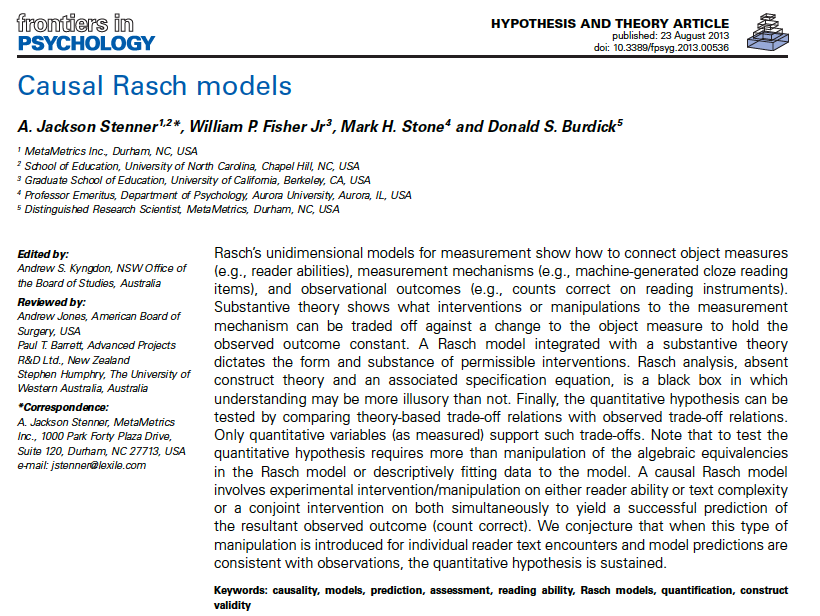 frontiers in
PSYCHOLOGY
HYPOTHESIS AND THEORY ARTICLE
published: 23 August 2013
doi: 10.3389/fpsyg.2013.00536
Causal Rasch models
A. Jackson Stenner1,2*, William P. Fisher Jr3, Mark H. Stone4 and Donald S. Burdick5
1 MetaMetrics Inc., Durham, NC, USA
2 School of Education, University of North Carolina, Chapel Hill, NC, USA
3 Graduate School of Education, University of California, Berkeley, CA, USA
4 Professor Emeritus, Department of Psychology, Aurora University, Aurora, IL, USA
5 Distinguished Research Scientist, MetaMetrics, Durham, NC, USA
Edited by:
Andrew S. Kyngdon, NSW Office of
the Board of Studies, Australia
Reviewed by:
Andrew Jones, American Board of
Surgery, USA
Paul T. Barrett, Advanced Projects
R&D Ltd., New Zealand
Stephen Humphry, The University of
Western Australia, Australia
*Correspondence:
A. Jackson Stenner, MetaMetrics
Inc., 1000 Park Forty Plaza Drive,
Suite 120, Durham, NC 27713, USA
e-mail: jstenner@lexile.com
Rasch's unidimensional models for measurement show how to connect object measures
(e.g., reader abilities), measurement mechanisms (e.g., machine-generated cloze reading
items), and observational outcomes (e.g., counts correct on reading instruments).
Substantive theory shows what interventions or manipulations to the measurement
mechanism can be traded off against a change to the object measure to hold the
observed outcome constant. A Rasch model integrated with a substantive theory
dictates the form and substance of permissible interventions. Rasch analysis, absent
construct theory and an associated specification equation, is a black box in which
understanding may be more illusory than not. Finally, the quantitative hypothesis can be
tested by comparing theory-based trade-off relations with observed trade-off relations.
Only quantitative variables (as measured) support such trade-offs. Note that to test the
quantitative hypothesis requires more than manipulation of the algebraic equivalencies
in the Rasch model or descriptively fitting data to the model. A causal Rasch model
involves experimental intervention/manipulation on either reader ability or text complexity
or a conjoint intervention on both simultaneously to yield a successful prediction of
the resultant observed outcome (count correct). We conjecture that when this type of
manipulation is introduced for individual reader text encounters and model predictions are
consistent with observations, the quantitative hypothesis is sustained.
Keywords: causality, models, prediction, assessment, reading ability, Rasch models, quantification, construct
validity